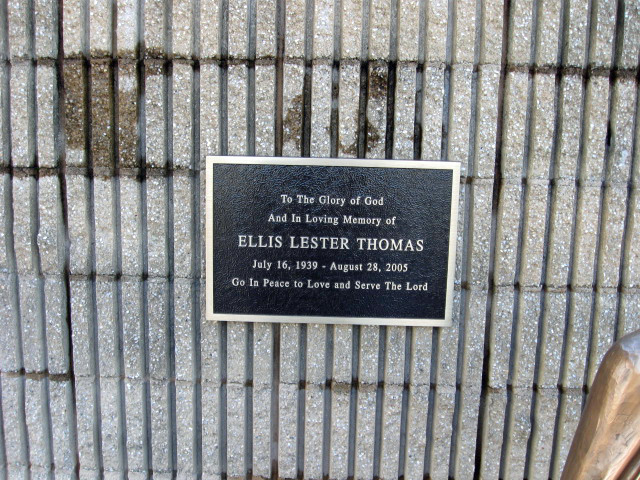 To The Glory of God
And In Loving Memory of
ELLIS LESTER THOMAS
July 16, 1939 - August 28, 2005
Go In Peace to Love and Serve The Lord